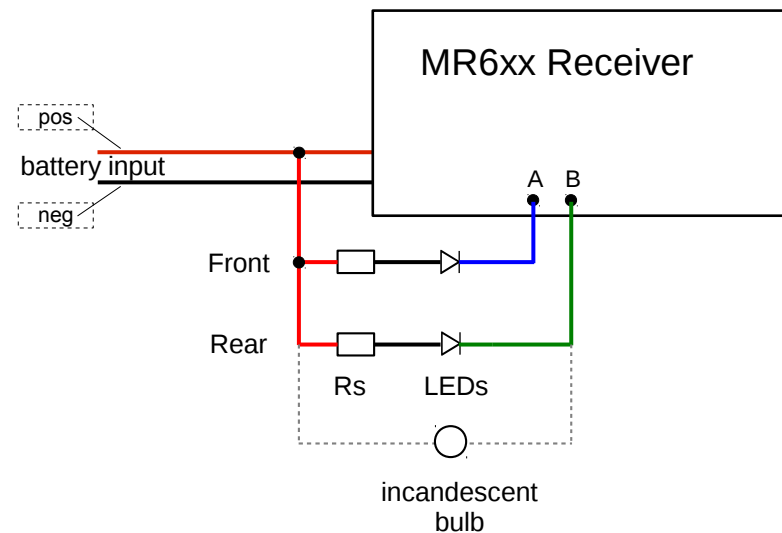 MR6xx Receiver
pos
battery input
neg
A B
Front
Rear
Rs
LEDs
incandescent
bulb